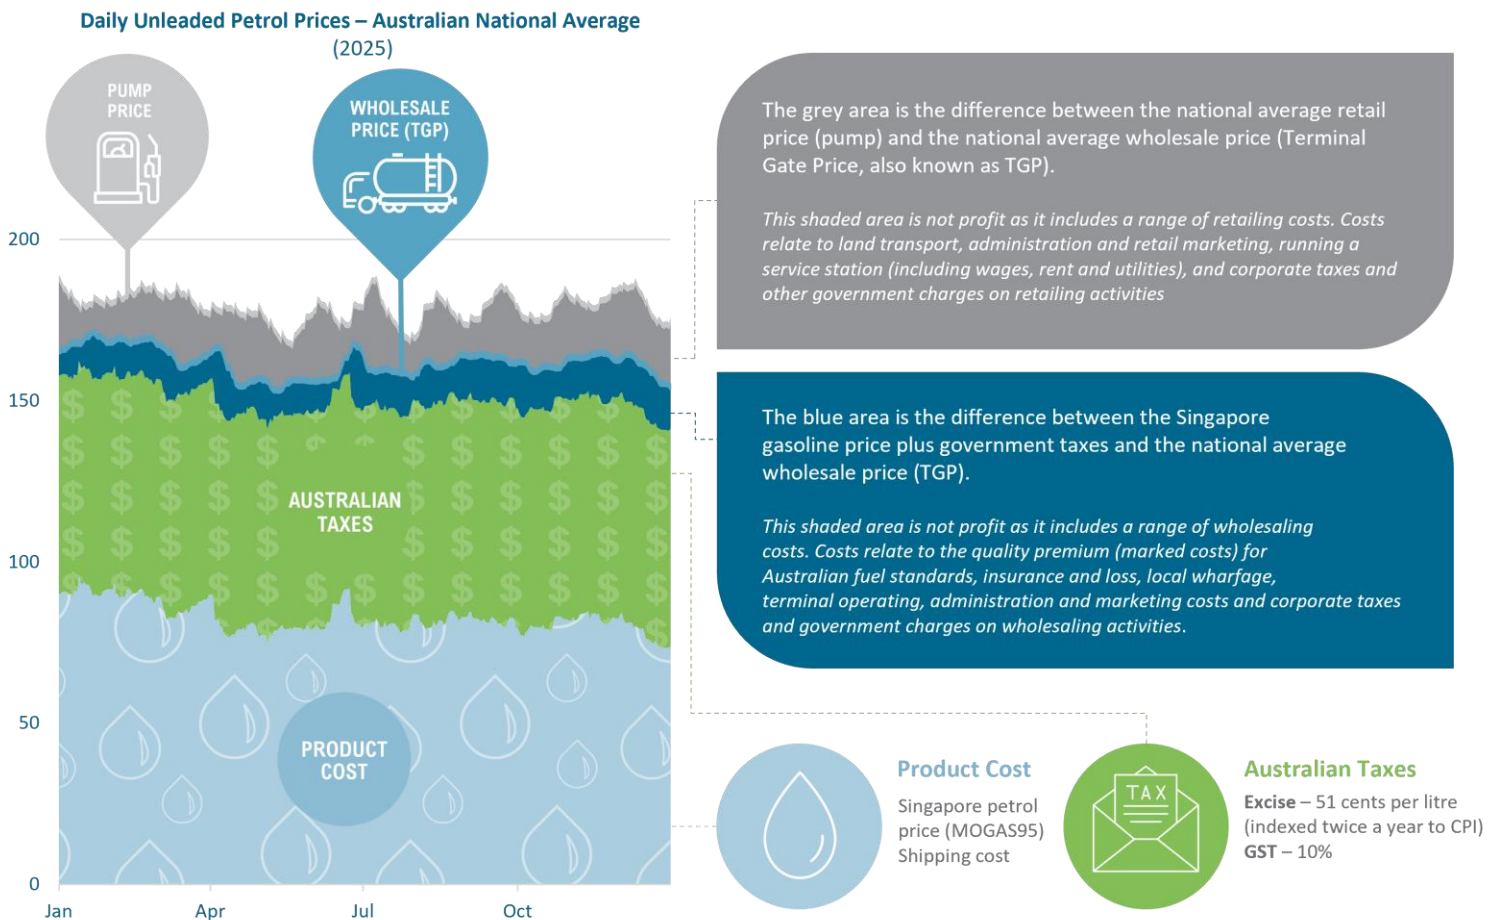 Daily Unleaded Petrol Prices – Australian National Average
(2025)
PUMP
PRICE
WHOLESALE
PRICE (TGP)
200
150
100
50
0
Jan
Apr
Jul
Oct
AUSTRALIAN
TAXES
PRODUCT
COST
The grey area is the difference between the national average retail
price (pump) and the national average wholesale price (Terminal
Gate Price, also known as TGP).
This shaded area is not profit as it includes a range of retailing costs. Costs
relate to land transport, administration and retail marketing, running a
service station (including wages, rent and utilities), and corporate taxes and
other government charges on retailing activities
The blue area is the difference between the Singapore
gasoline price plus government taxes and the national average
wholesale price (TGP).
This shaded area is not profit as it includes a range of wholesaling
costs. Costs relate to the quality premium (marked costs) for
Australian fuel standards, insurance and loss, local wharfage,
terminal operating, administration and marketing costs and corporate taxes
and government charges on wholesaling activities.
Product Cost
Singapore petrol
price (MOGAS95)
Shipping cost
TAX
Australian Taxes
Excise – 51 cents per litre
(indexed twice a year to CPI)
GST – 10%